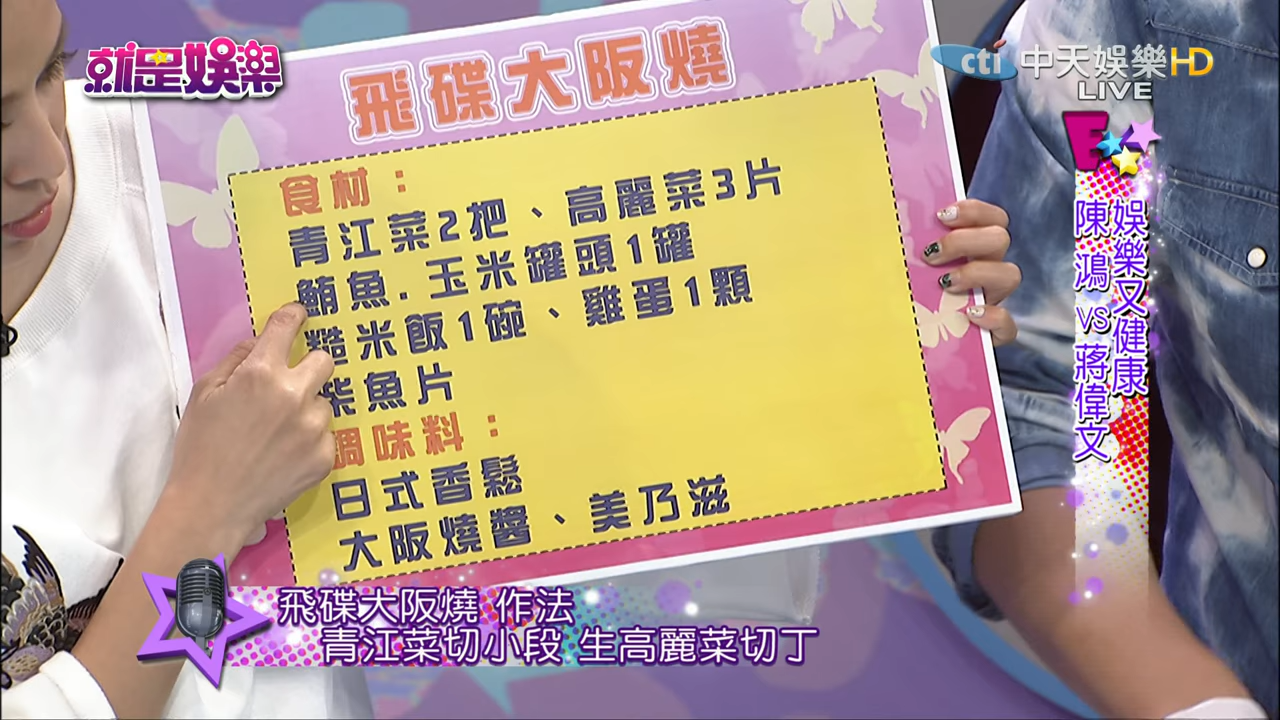 就是娛樂
cti 中天娛樂HD
LIVE
飛碟大阪燒
食材：
青江菜2把、高麗菜3片
鮪魚.玉米罐頭1罐
糙米飯1碗、雞蛋1顆
柴魚片
調味料：
日式香鬆
大阪燒醬、美乃滋
E
娛樂又健康
陳鴻 vs 蔣偉文
飛碟大阪燒 作法
青江菜切小段 生高麗菜切丁